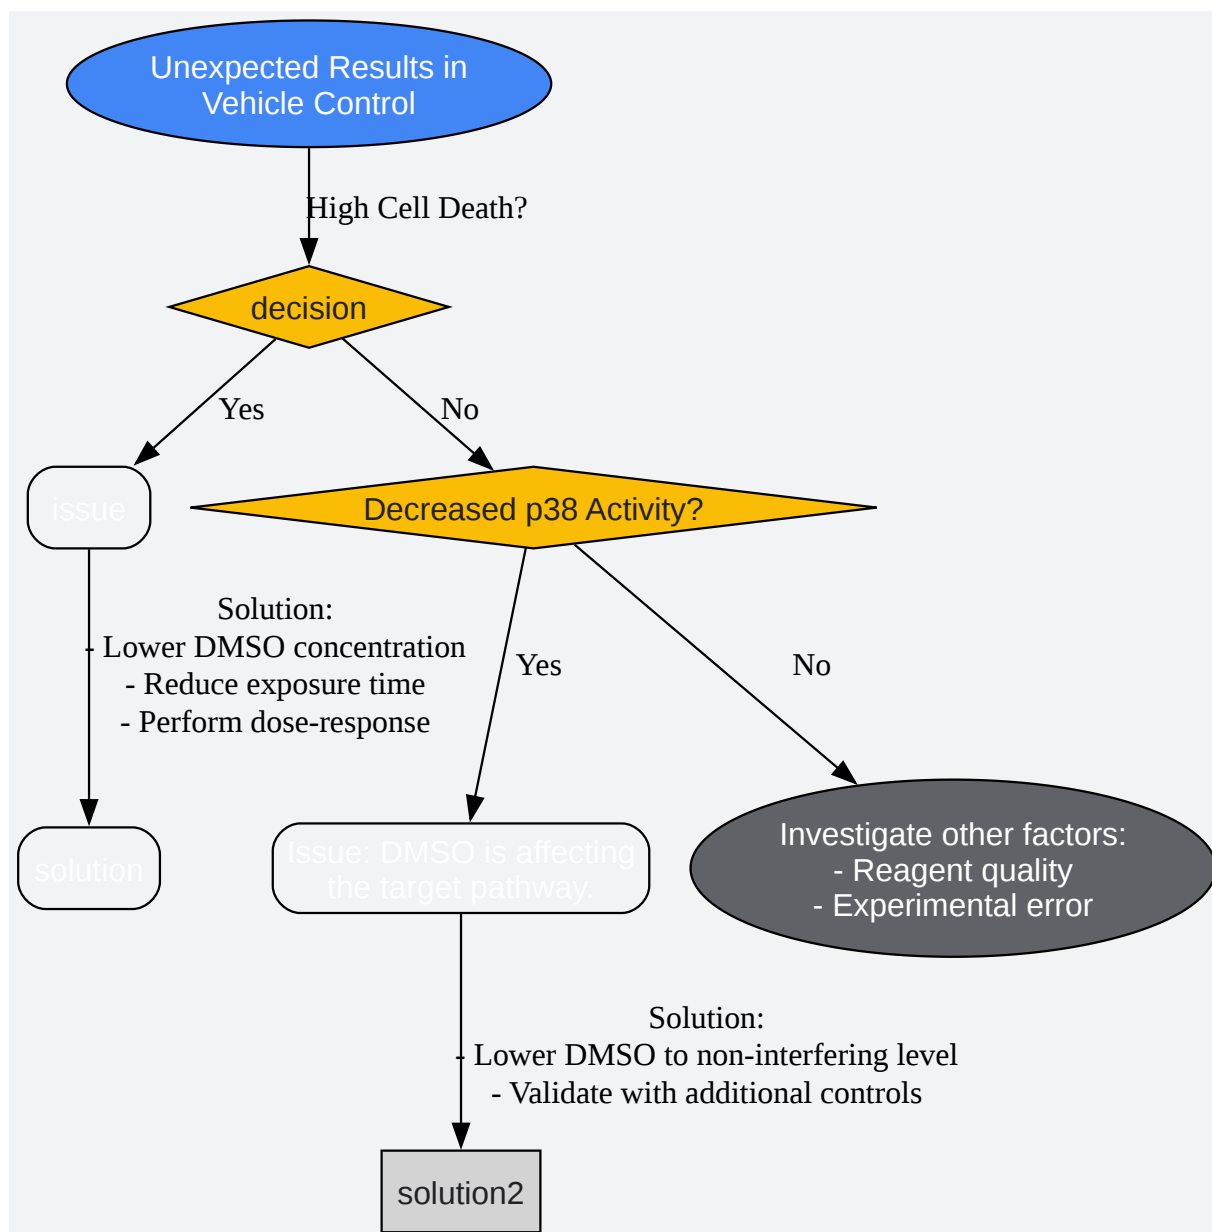 Unexpected Results in
Vehicle Control
High Cell Death?
decision
Yes
No
issue
Decreased p38 Activity?
Solution:
- Lower DMSO concentration
- Reduce exposure time
- Perform dose-response
Yes
No
solution
Issue: DMSO is affecting
the target pathway.
Investigate other factors:
- Reagent quality
- Experimental error
Solution:
- Lower DMSO to non-interfering level
- Validate with additional controls
solution2